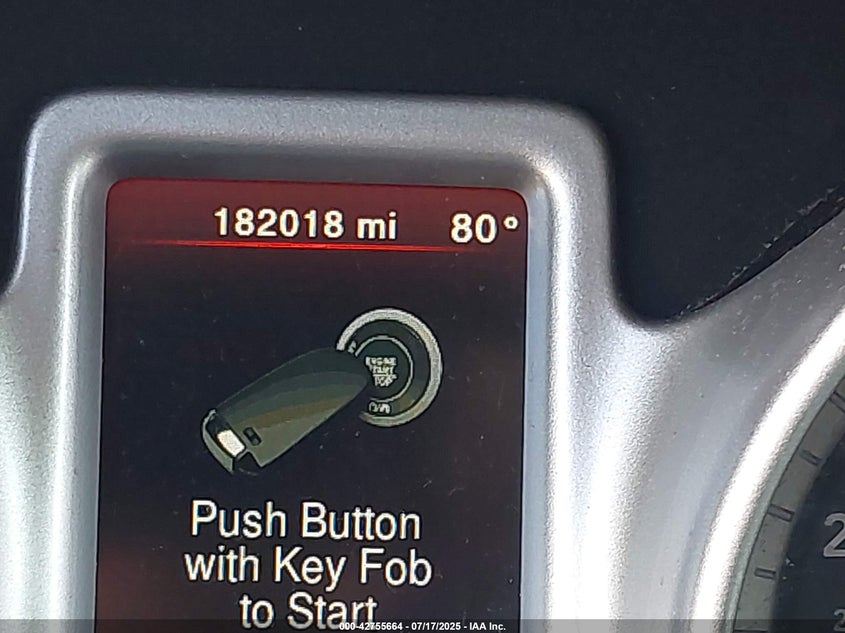 182018 mi 80°
ENGINE
START
STOP
Push Button
with Key Fob
to Start
2
000-42755664 - 07/17/2025 - IAA Inc.